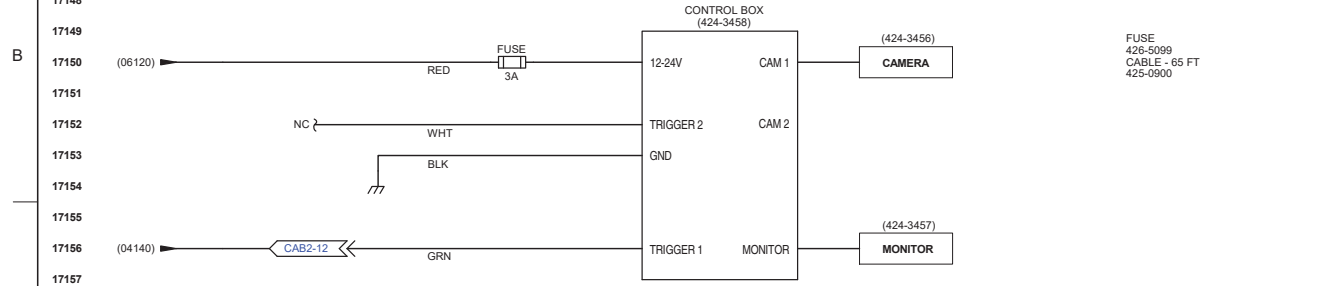 17148
CONTROL BOX
(424-3458)
17149
(424-3456)
FUSE
426-5099
CABLE - 65 FT
425-0900
B
FUSE
17150 (06120) RED 3A 12-24V CAM 1 CAMERA
17151
17152 NC WHT TRIGGER 2 CAM 2
17153 BLK GND
17154
17155
(424-3457)
17156 (04140) CAB2-12 GRN TRIGGER 1 MONITOR MONITOR
17157